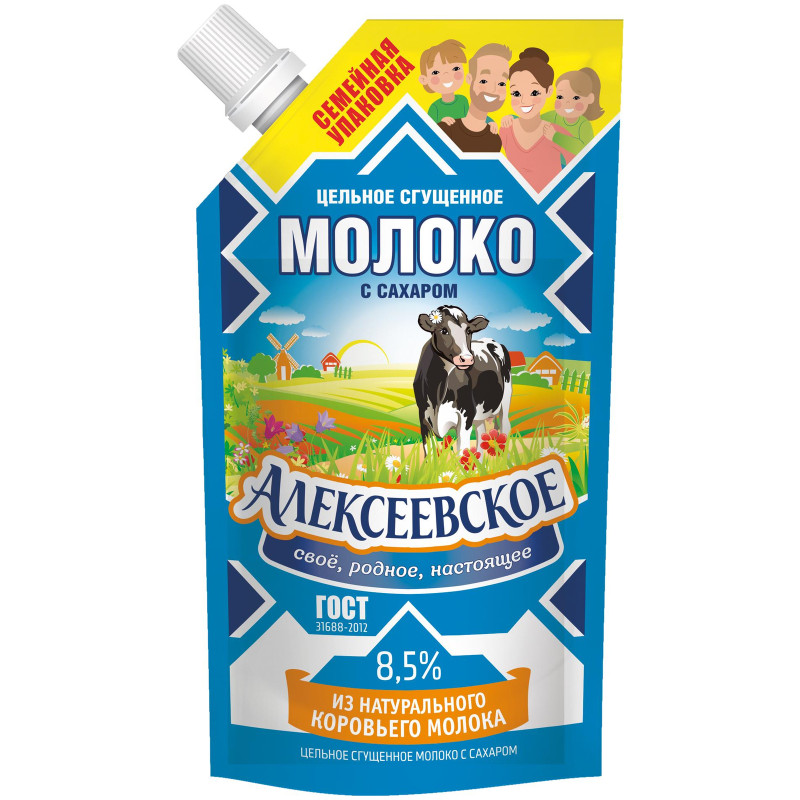 СЕМЕЙНАЯ
УПАКОВКА
ЦЕЛЬНОЕ СГУЩЕННОЕ
МОЛОКО
С САХАРОМ
АЛЕКСЕЕВСКОЕ
своё, родное, настоящее
ГОСТ
31688-2012
8,5%
ИЗ НАТУРАЛЬНОГО
КОРОВЬЕГО МОЛОКА
ЦЕЛЬНОЕ СГУЩЕННОЕ МОЛОКО С САХАРОМ